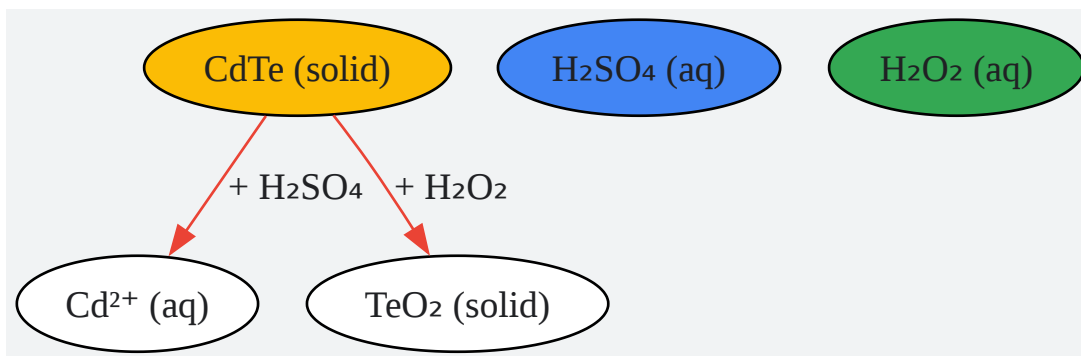 CdTe (solid)
H₂SO₄ (aq)
H₂O₂ (aq)
+ H₂SO₄
+ H₂O₂
Cd²⁺ (aq)
TeO₂ (solid)